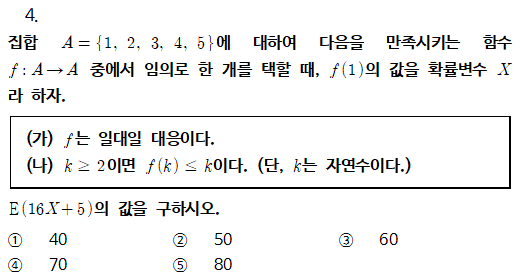 4.
집합 A = {1, 2, 3, 4, 5}에 대하여 다음을 만족시키는 함수
f : A → A 중에서 임의로 한 개를 택할 때, f(1)의 값을 확률변수 X
라 하자.
(가) f는 일대일 대응이다.
(나) k ≥ 2이면 f(k) ≤ k이다. (단, k는 자연수이다.)
E(16X+5)의 값을 구하시오.
① 40 ② 50 ③ 60
④ 70 ⑤ 80